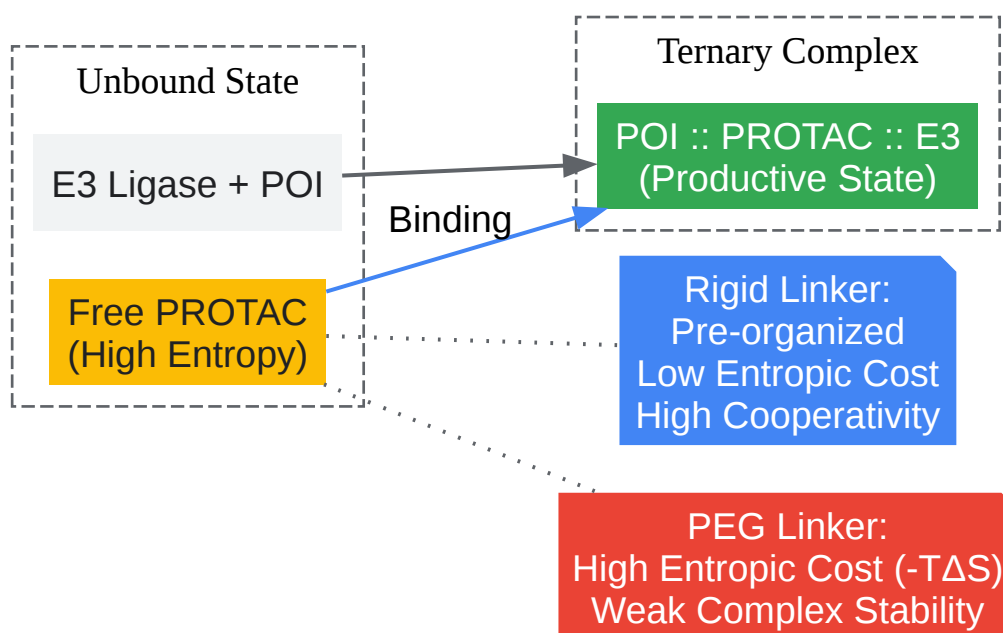 Unbound State
E3 Ligase + POI
Free PROTAC
(High Entropy)
Binding
Ternary Complex
POI :: PROTAC :: E3
(Productive State)
Rigid Linker:
Pre-organized
Low Entropic Cost
High Cooperativity
PEG Linker:
High Entropic Cost (-TΔS)
Weak Complex Stability